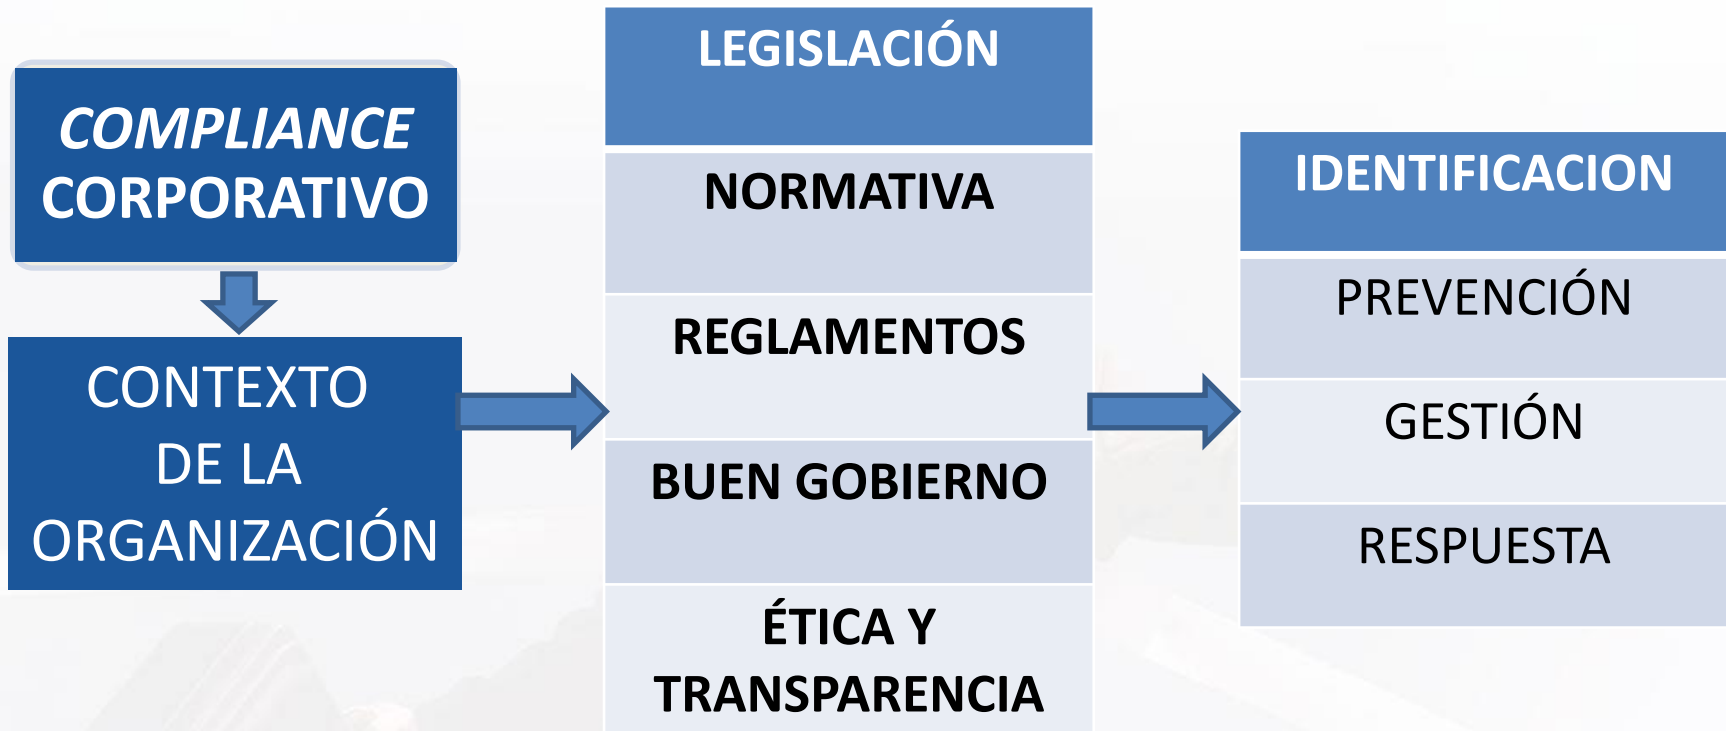 COMPLIANCE
CORPORATIVO
CONTEXTO
DE LA
ORGANIZACIÓN
LEGISLACIÓN
NORMATIVA
REGLAMENTOS
BUEN GOBIERNO
ÉTICA Y
TRANSPARENCIA
IDENTIFICACION
PREVENCIÓN
GESTIÓN
RESPUESTA